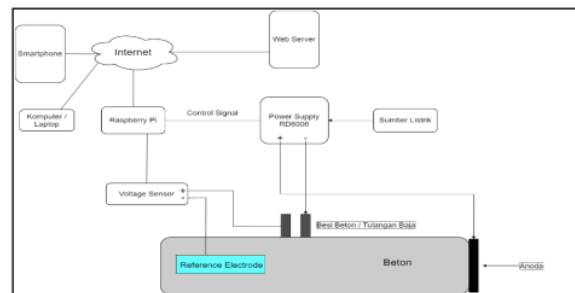 Smartphone
Internet
Web Server
Komputer /
Laptop
Raspberry Pi
Control Signal
Power Supply
RD6006
+ -
Sumber Listrik
Voltage Sensor
+
-
Besi Beton / Tulangan Baja
Reference Electrode
Beton
Anoda